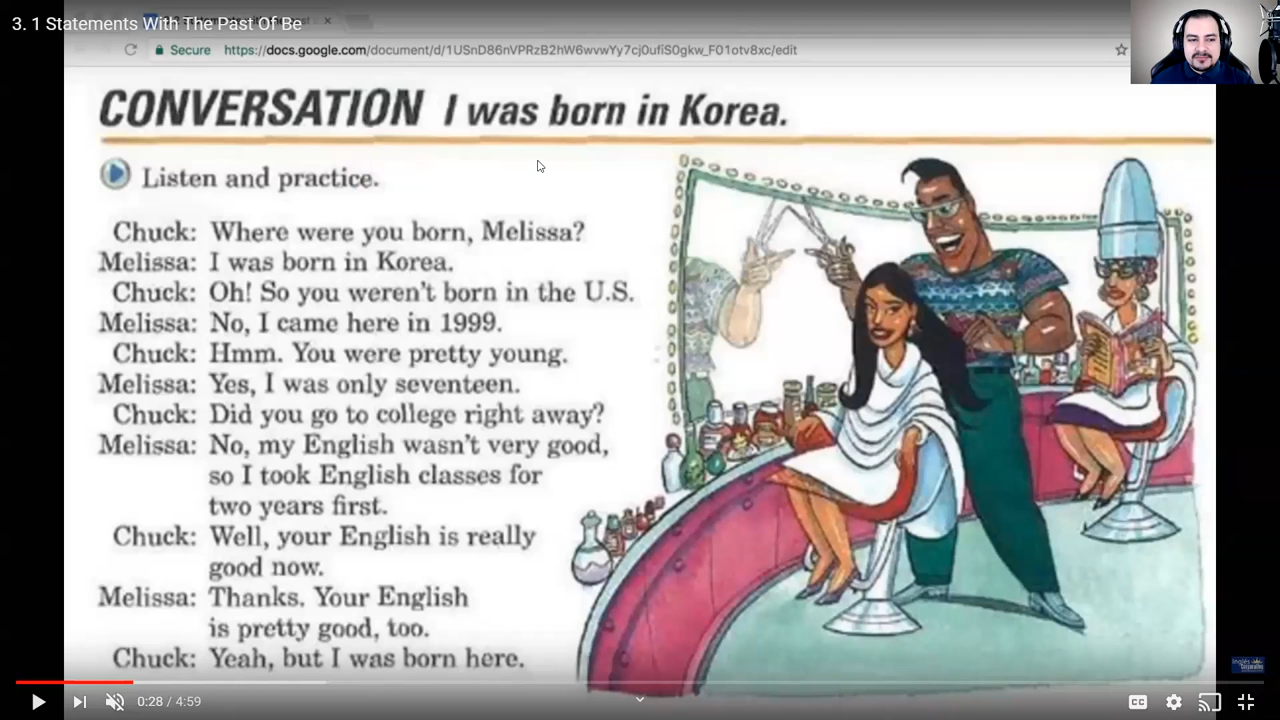 3. 1 Statements With The Past Of Be
Secure https://docs.google.com/document/d/1USnD86nVPRzB2hW6wvwYy7cj0ufiS0gkw_F01otv8xc/edit
CONVERSATION I was born in Korea.
Listen and practice.
Chuck: Where were you born, Melissa?
Melissa: I was born in Korea.
Chuck: Oh! So you weren't born in the U.S.
Melissa: No, I came here in 1999.
Chuck: Hmm. You were pretty young.
Melissa: Yes, I was only seventeen.
Chuck: Did you go to college right away?
Melissa: No, my English wasn't very good,
so I took English classes for
two years first.
Chuck: Well, your English is really
good now.
Melissa: Thanks. Your English
is pretty good, too.
Chuck: Yeah, but I was born here.
Inglés
Corporativo
0:28 / 4:59
CC